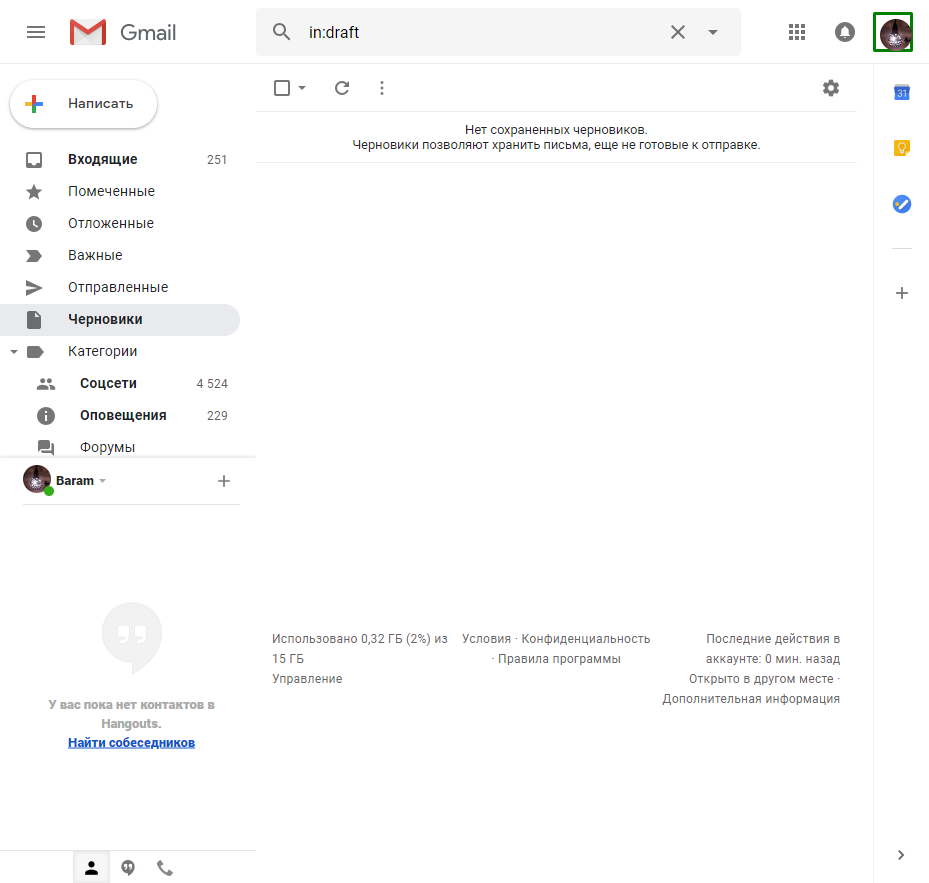 Gmail
in:draft
Написать
Входящие 251
Помеченные
Отложенные
Важные
Отправленные
Черновики
Категории
Соцсети 4 524
Оповещения 229
Форумы
Baram
У вас пока нет контактов в
Hangouts.
Найти собеседников
Нет сохраненных черновиков.
Черновики позволяют хранить письма, еще не готовые к отправке.
Использовано 0,32 ГБ (2%) из
15 ГБ
Управление
Условия · Конфиденциальность
· Правила программы
Последние действия в
аккаунте: 0 мин. назад
Открыто в другом месте ·
Дополнительная информация
31